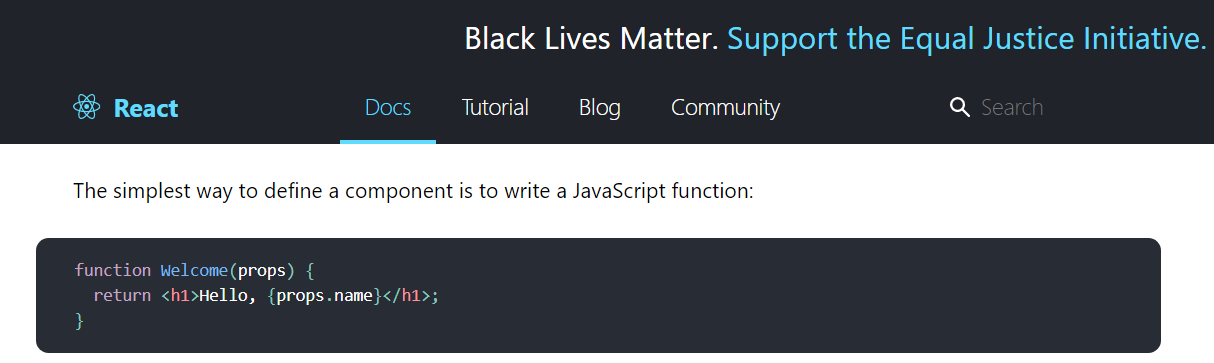 Black Lives Matter. Support the Equal Justice Initiative.
React Docs Tutorial Blog Community Search
The simplest way to define a component is to write a JavaScript function:
function Welcome(props) {
  return <h1>Hello, {props.name}</h1>;
}